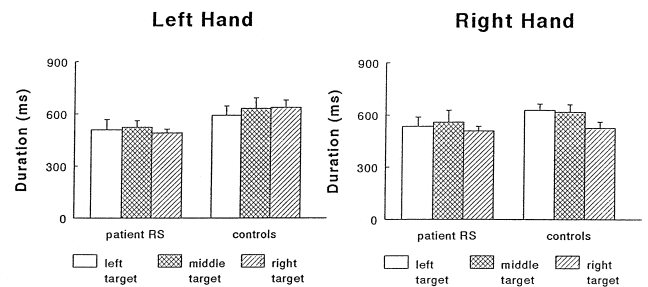 Left Hand
Duration (ms)
900
600
300
0
patient RS controls
left target
middle target
right target
Right Hand
Duration (ms)
900
600
300
0
patient RS controls
left target
middle target
right target